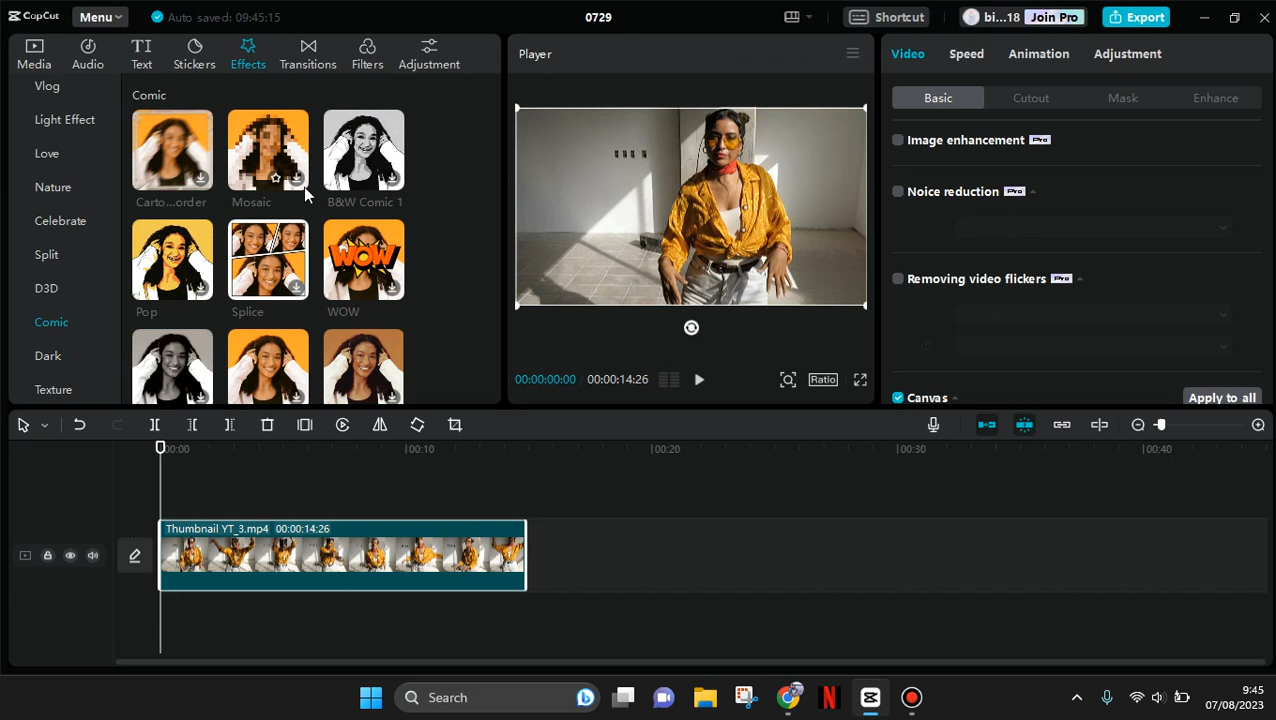 CapCut
Menu
Auto saved: 09:45:15
0729
Shortcut
bi...18
Join Pro
Export
Media
Audio
Text
Stickers
Effects
Transitions
Filters
Adjustment
Player
Video
Speed
Animation
Adjustment
Vlog
Light Effect
Love
Nature
Celebrate
Split
D3D
Comic
Dark
Texture
Comic
Carto...order
Mosaic
B&W Comic 1
Pop
Splice
WOW
WOW
00:00:00:00 / 00:00:14:26
Ratio
Basic
Cutout
Mask
Enhance
Image enhancement Pro
Noice reduction Pro
Removing video flickers Pro
Canvas
Apply to all
00:00
00:10
00:20
00:30
00:40
Thumbnail YT_3.mp4 00:00:14:26
Search
N
9:45
07/08/2023